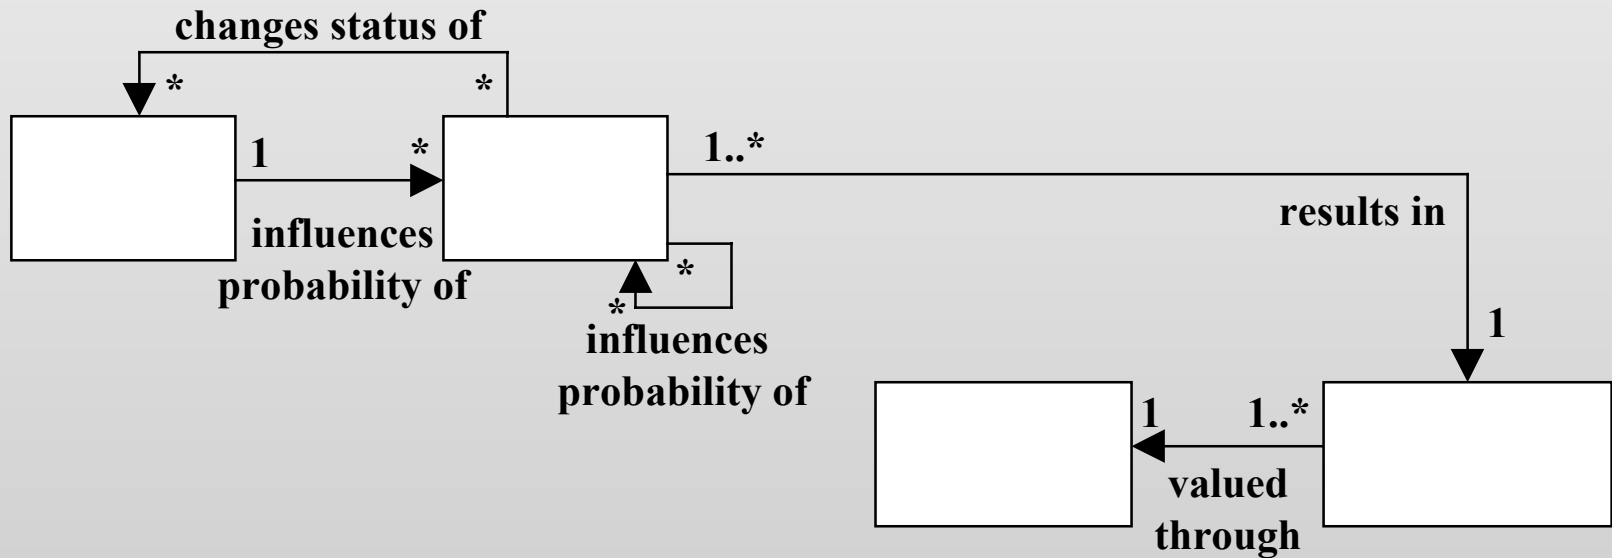 changes status of
*
*
1
*
1..*
influences
probability of
results in
*
*
influences
probability of
1
1
1..*
valued
through